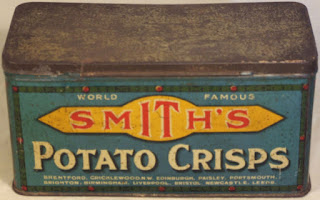 WORLD FAMOUS
SMITH'S
POTATO CRISPS
BRENTFORD, CRICKLEWOOD N.W. EDINBURGH, PAISLEY, PORTSMOUTH,
BRIGHTON, BIRMINGHAM, LIVERPOOL, BRISTOL, NEWCASTLE, LEEDS.